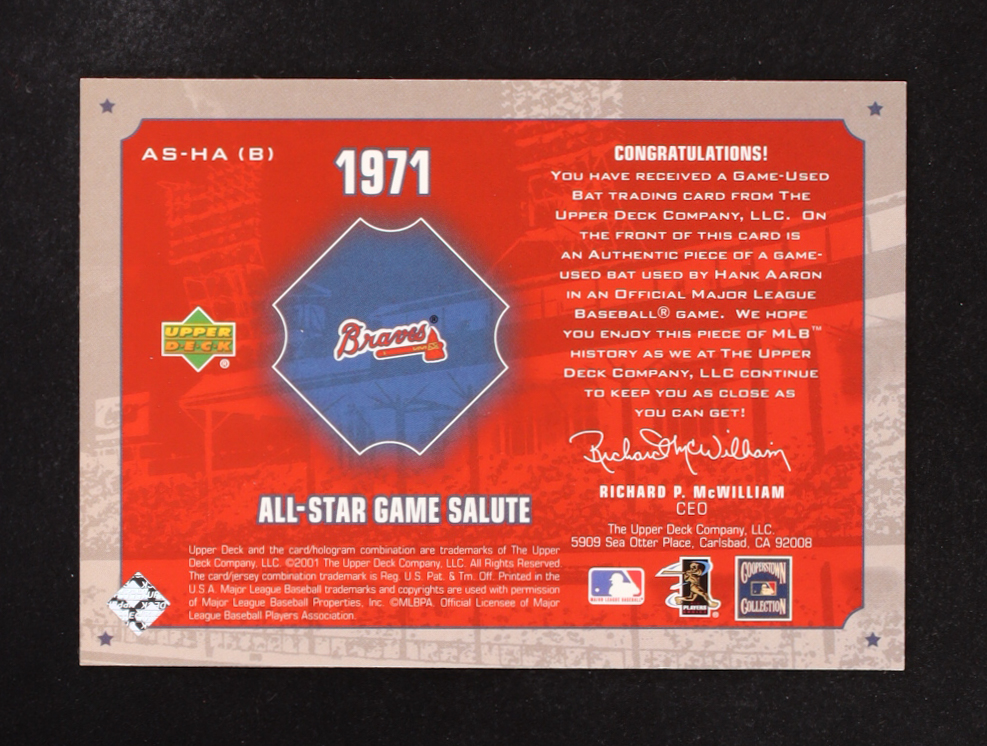 AS-HA (B)
1971
UPPER
DECK
®
Braves®
ALL-STAR GAME SALUTE
CONGRATULATIONS!
YOU HAVE RECEIVED A GAME-USED
BAT TRADING CARD FROM THE
UPPER DECK COMPANY, LLC. ON
THE FRONT OF THIS CARD IS
AN AUTHENTIC PIECE OF A GAME-
USED BAT USED BY HANK AARON
IN AN OFFICIAL MAJOR LEAGUE
BASEBALL® GAME. WE HOPE
YOU ENJOY THIS PIECE OF MLB™
HISTORY AS WE AT THE UPPER
DECK COMPANY, LLC CONTINUE
TO KEEP YOU AS CLOSE AS
YOU CAN GET!
Richard McWilliam
RICHARD P. McWILLIAM
CEO
The Upper Deck Company, LLC.
5909 Sea Otter Place, Carlsbad, CA 92008
Upper Deck and the card/hologram combination are trademarks of The Upper
Deck Company, LLC. ©2001 The Upper Deck Company, LLC. All Rights Reserved.
The card/jersey combination trademark is Reg. U.S. Pat. & Tm. Off. Printed in the
U.S.A. Major League Baseball trademarks and copyrights are used with permission
of Major League Baseball Properties, Inc. ©MLBPA. Official Licensee of Major
League Baseball Players Association.
MAJOR LEAGUE BASEBALL
PLAYERS
®
COOPERSTOWN
COLLECTION